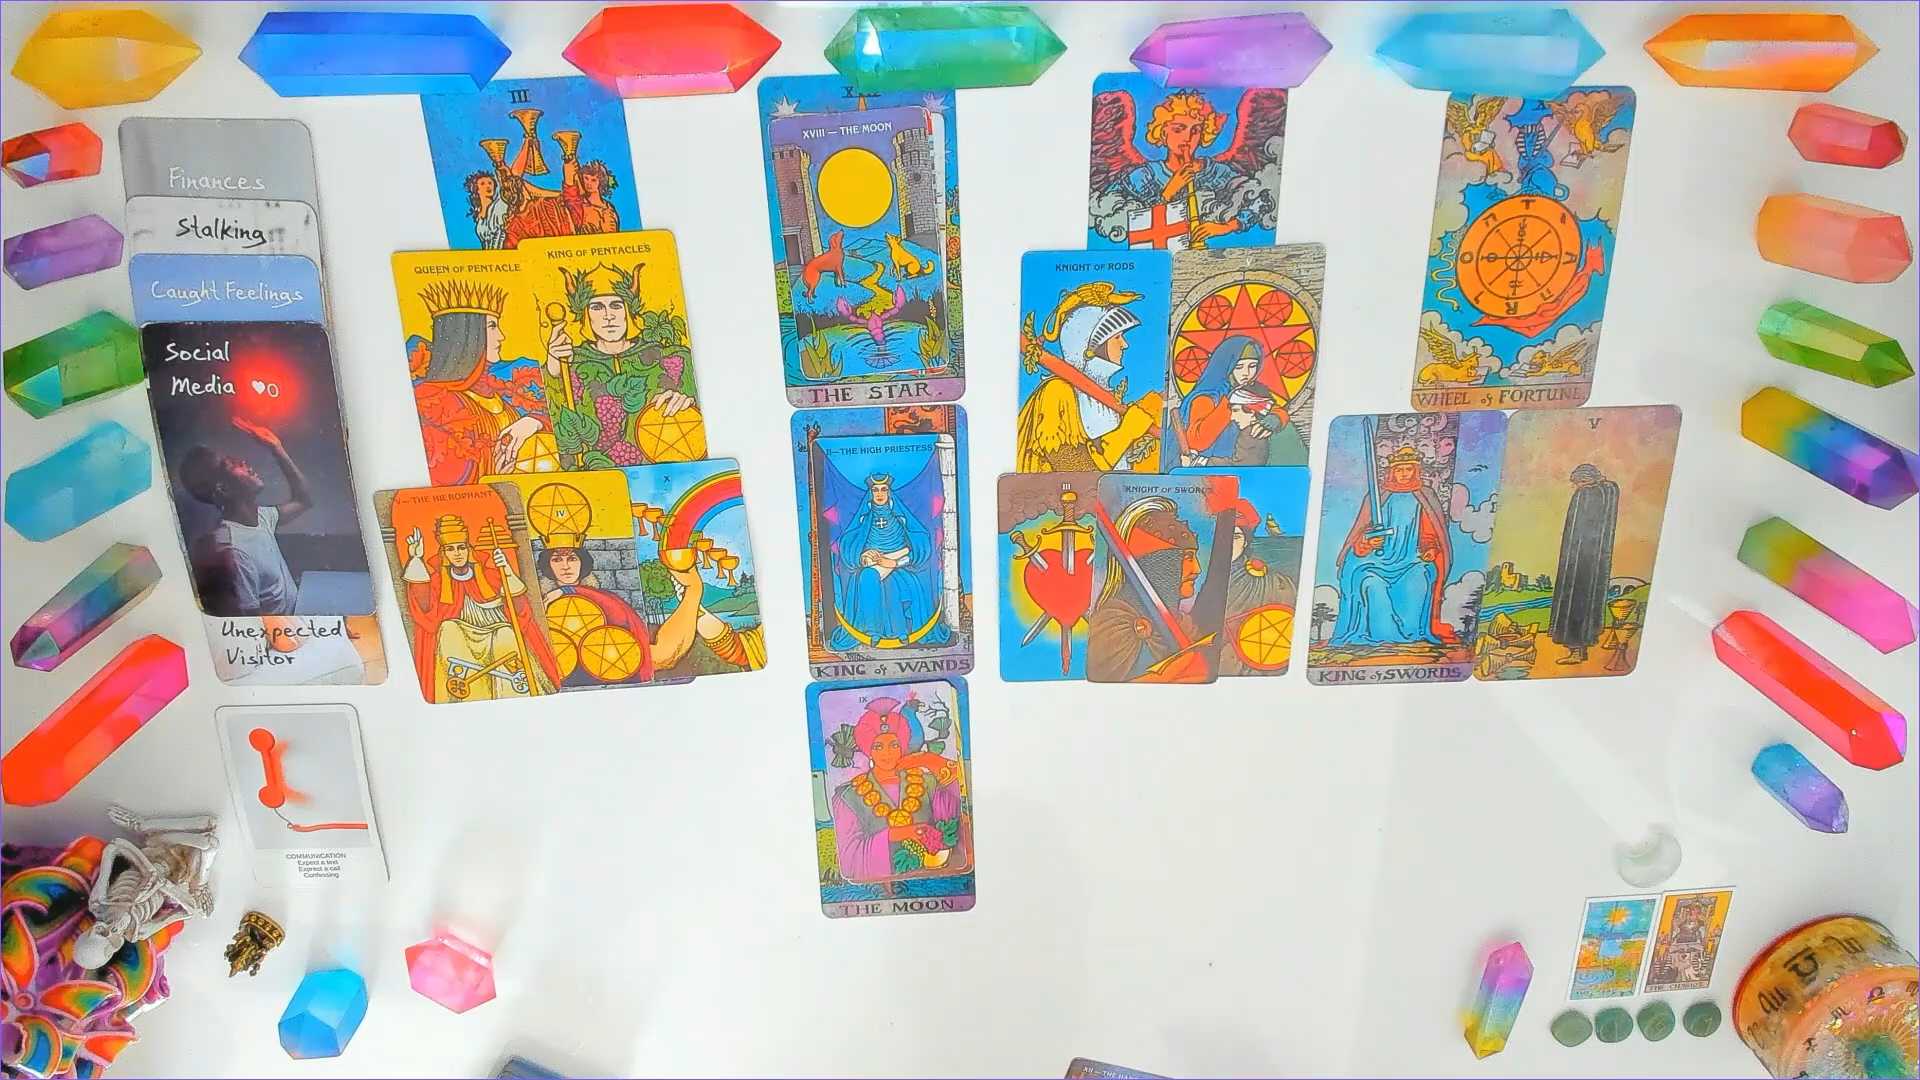 Finances
Stalking
Caught Feelings
Social
Media ♥0
Unexpected
Visitor
COMMUNICATION
Expect a text
Expect a call
Confessing
III
QUEEN OF PENTACLE
KING OF PENTACLES
V—THE HIEROPHANT
IV
X
XVIII — THE MOON
THE STAR.
II—THE HIGH PRIESTESS
KING of WANDS
IX
THE MOON.
KNIGHT OF RODS
V
III
KNIGHT OF SWORDS
X
WHEEL of FORTUNE
KING of SWORDS
V
THE CHARIOT.